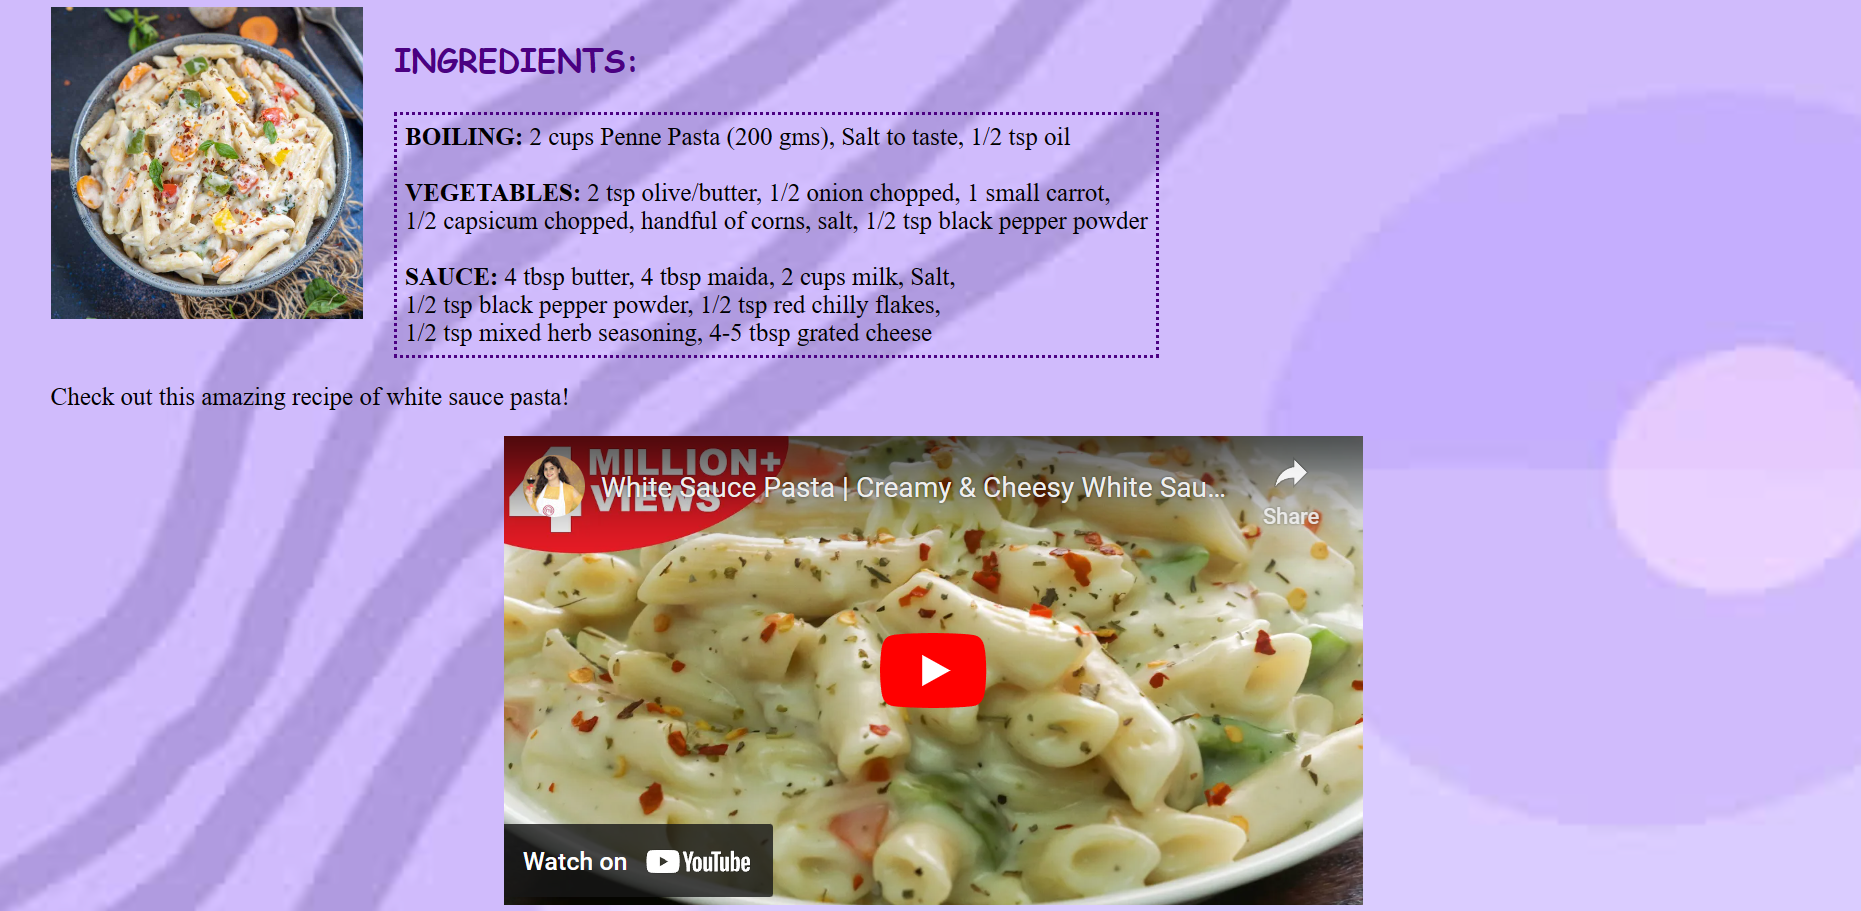 INGREDIENTS:
BOILING: 2 cups Penne Pasta (200 gms), Salt to taste, 1/2 tsp oil
VEGETABLES: 2 tsp olive/butter, 1/2 onion chopped, 1 small carrot,
1/2 capsicum chopped, handful of corns, salt, 1/2 tsp black pepper powder
SAUCE: 4 tbsp butter, 4 tbsp maida, 2 cups milk, Salt,
1/2 tsp black pepper powder, 1/2 tsp red chilly flakes,
1/2 tsp mixed herb seasoning, 4-5 tbsp grated cheese
Check out this amazing recipe of white sauce pasta!
4 MILLION+
VIEWS
White Sauce Pasta | Creamy & Cheesy White Sau...
Share
Watch on YouTube